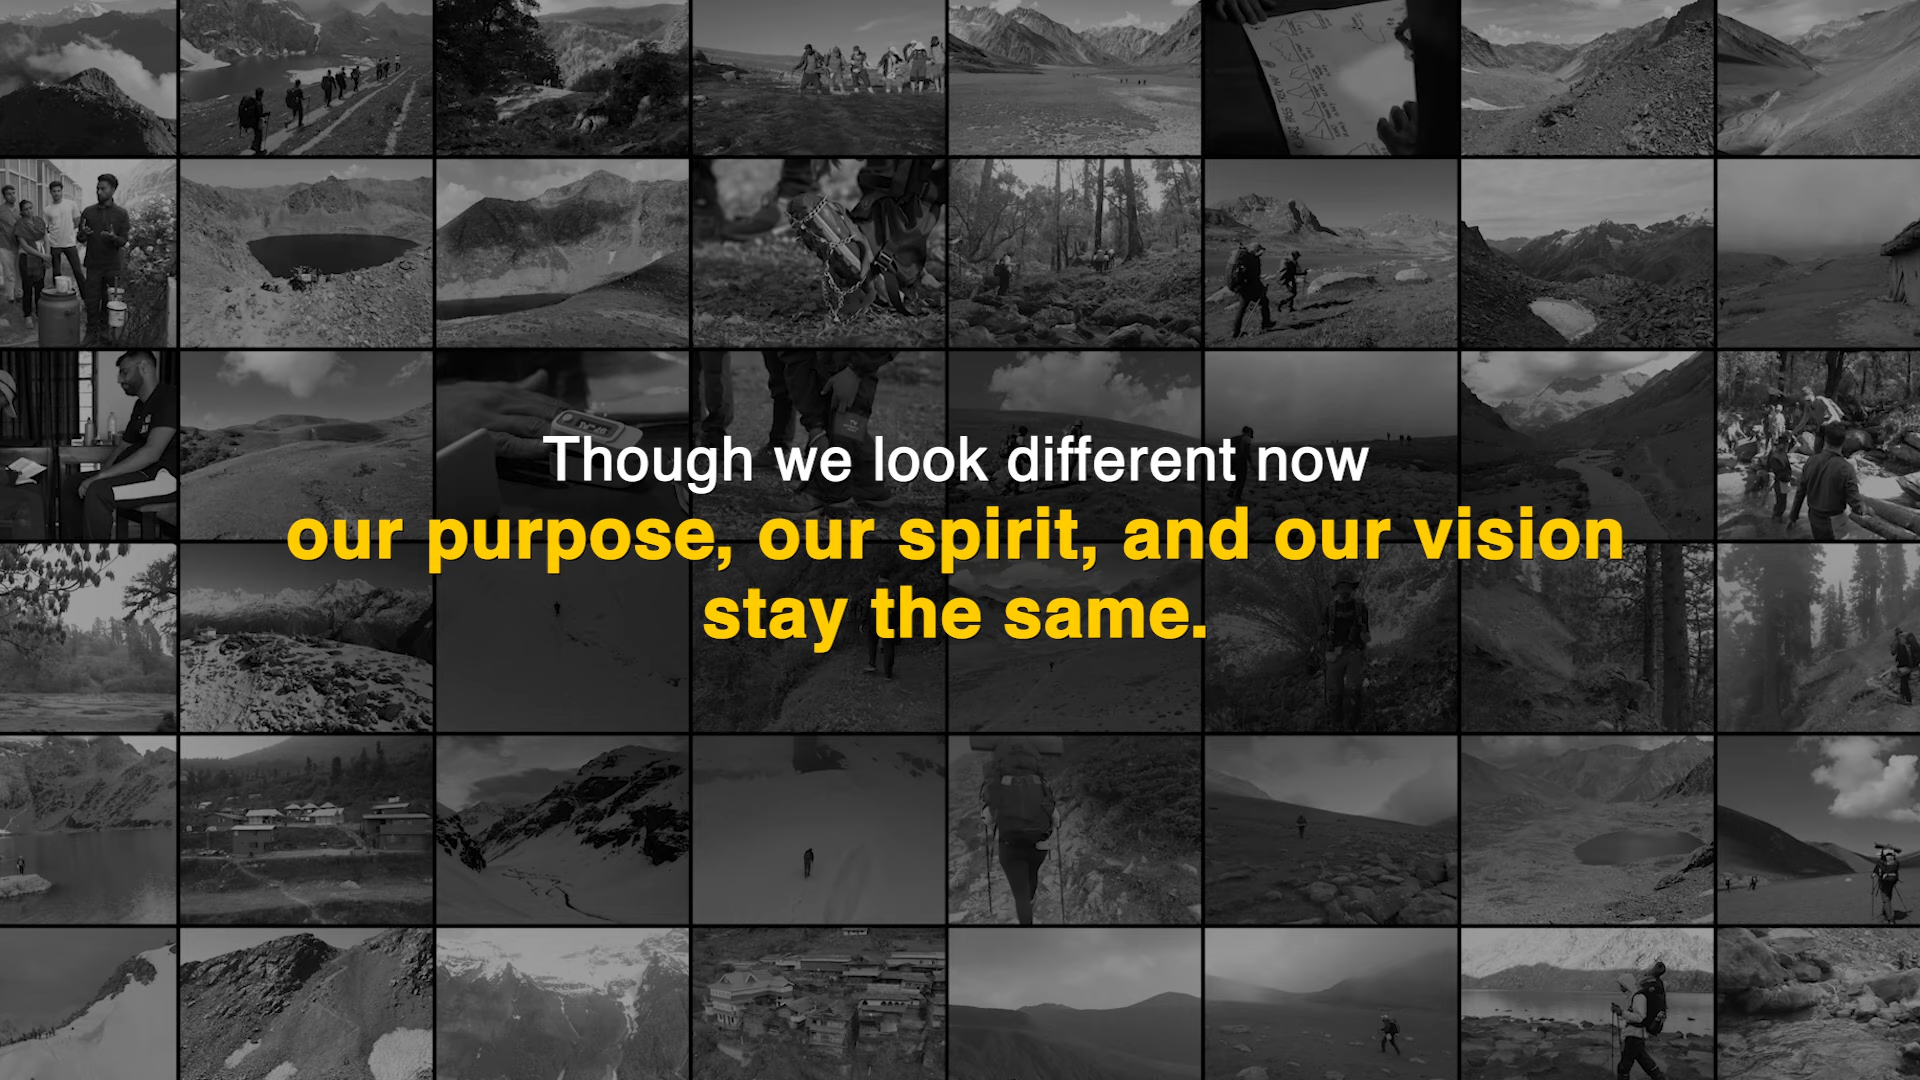 Though we look different now
our purpose, our spirit, and our vision
stay the same.